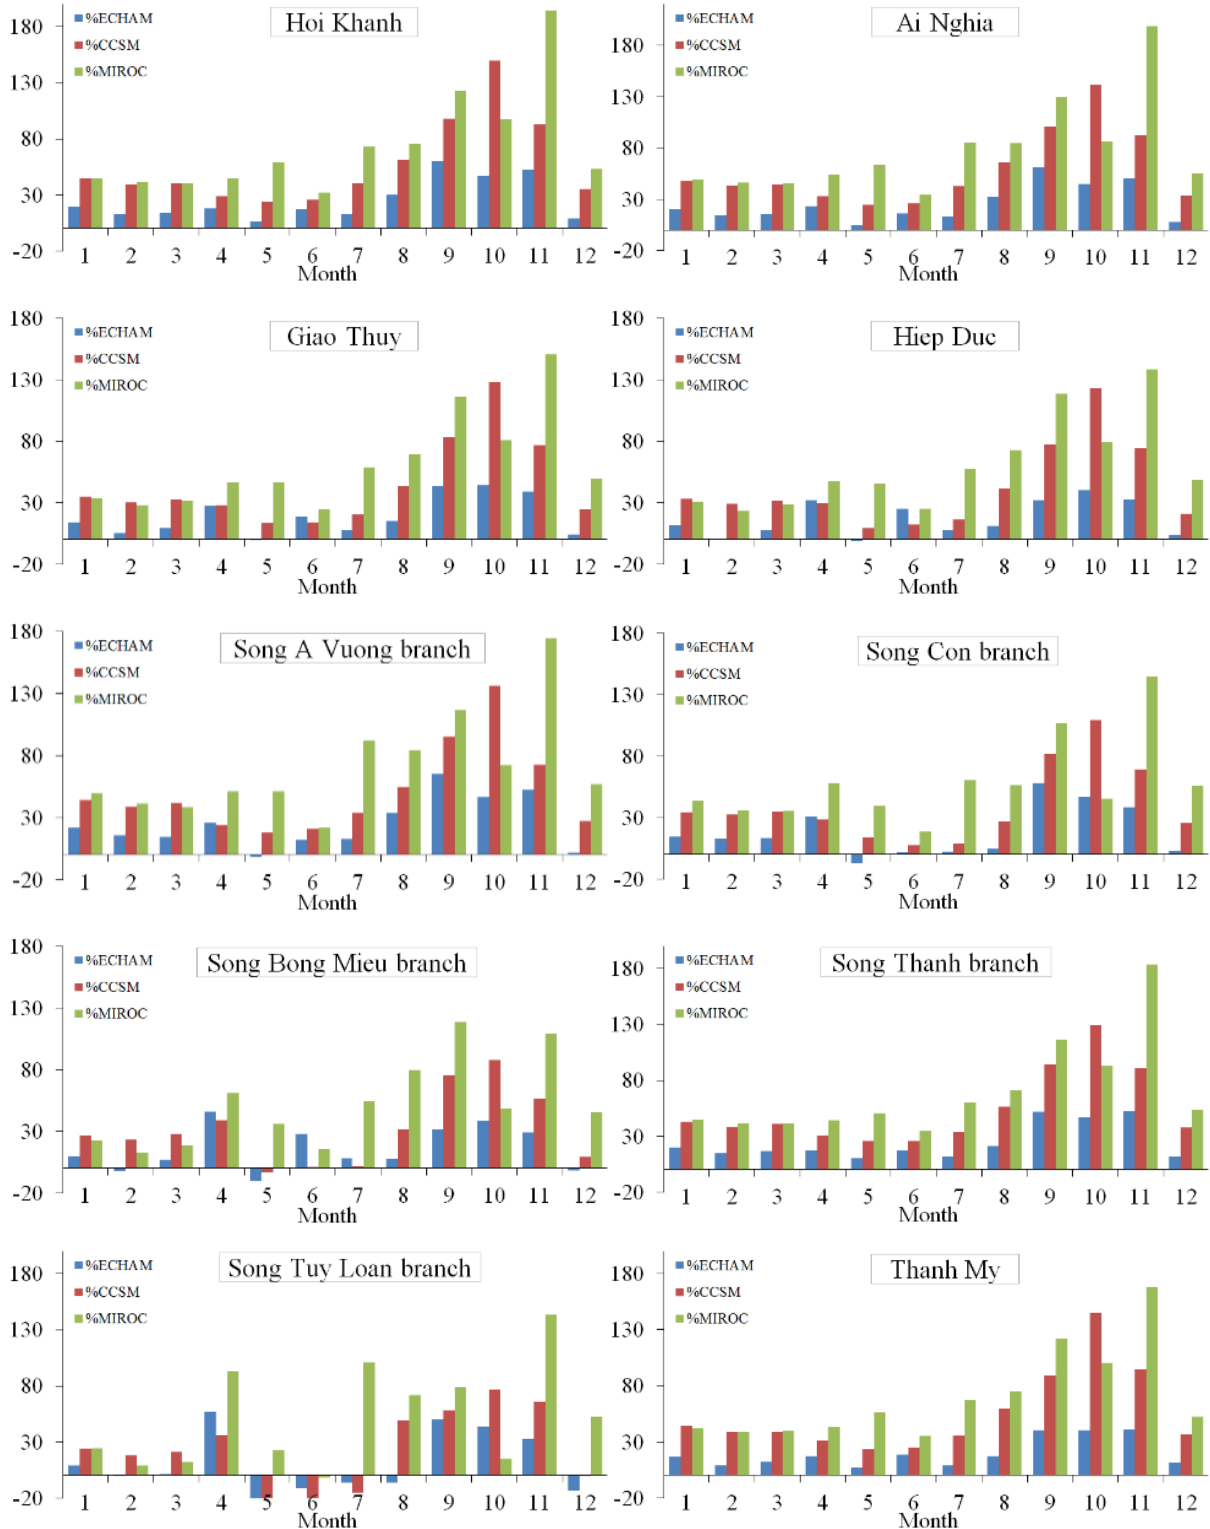 Hoi Khanh
%ECHAM
%CCSM
%MIROC
180
130
80
30
-20
1 2 3 4 5 6 7 8 9 10 11 12
Month
Ai Nghia
%ECHAM
%CCSM
%MIROC
180
130
80
30
-20
1 2 3 4 5 6 7 8 9 10 11 12
Month
Giao Thuy
%ECHAM
%CCSM
%MIROC
180
130
80
30
-20
1 2 3 4 5 6 7 8 9 10 11 12
Month
Hiep Duc
%ECHAM
%CCSM
%MIROC
180
130
80
30
-20
1 2 3 4 5 6 7 8 9 10 11 12
Month
Song A Vuong branch
%ECHAM
%CCSM
%MIROC
180
130
80
30
-20
1 2 3 4 5 6 7 8 9 10 11 12
Month
Song Con branch
%ECHAM
%CCSM
%MIROC
180
130
80
30
-20
1 2 3 4 5 6 7 8 9 10 11 12
Month
Song Bong Mieu branch
%ECHAM
%CCSM
%MIROC
180
130
80
30
-20
1 2 3 4 5 6 7 8 9 10 11 12
Month
Song Thanh branch
%ECHAM
%CCSM
%MIROC
180
130
80
30
-20
1 2 3 4 5 6 7 8 9 10 11 12
Month
Song Tuy Loan branch
%ECHAM
%CCSM
%MIROC
180
130
80
30
-20
1 2 3 4 5 6 7 8 9 10 11 12
Month
Thanh My
%ECHAM
%CCSM
%MIROC
180
130
80
30
-20
1 2 3 4 5 6 7 8 9 10 11 12
Month